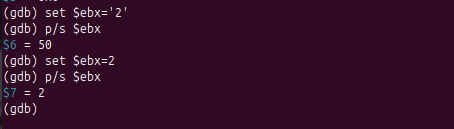 (gdb) set $ebx='2'
(gdb) p/s $ebx
$6 = 50
(gdb) set $ebx=2
(gdb) p/s $ebx
$7 = 2
(gdb)